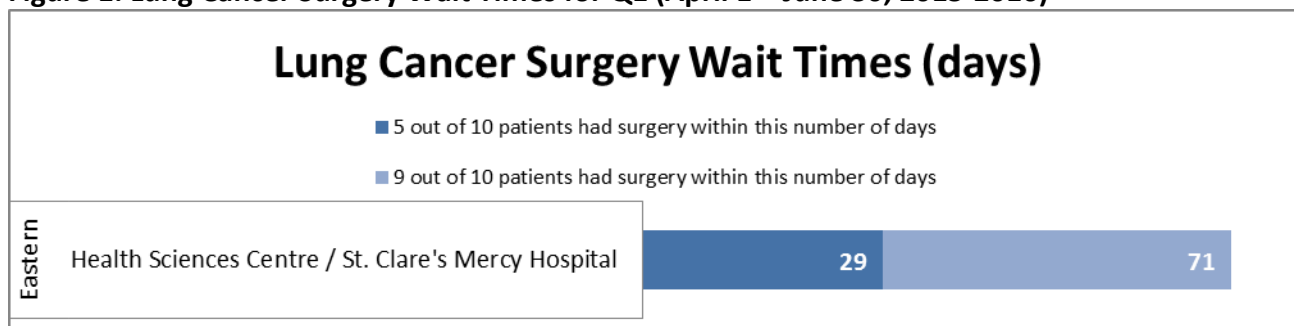 Lung Cancer Surgery Wait Times (days)
5 out of 10 patients had surgery within this number of days
9 out of 10 patients had surgery within this number of days
Eastern
Health Sciences Centre / St. Clare's Mercy Hospital
29
71